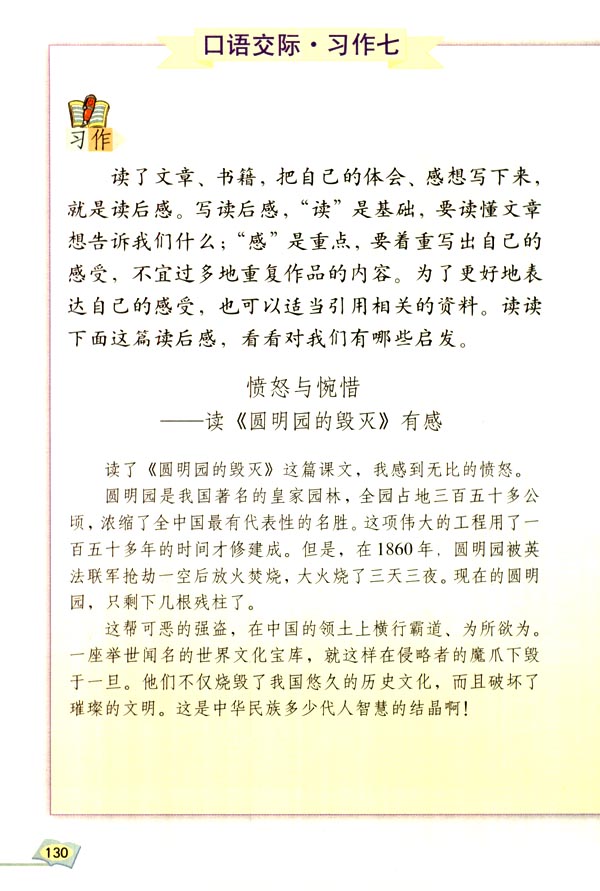 口语交际·习作七
习作
读了文章、书籍，把自己的体会、感想写下来，
就是读后感。写读后感，“读”是基础，要读懂文章
想告诉我们什么；“感”是重点，要着重写出自己的
感受，不宜过多地重复作品的内容。为了更好地表
达自己的感受，也可以适当引用相关的资料。读读
下面这篇读后感，看看对我们有哪些启发。
愤怒与惋惜
——读《圆明园的毁灭》有感
读了《圆明园的毁灭》这篇课文，我感到无比的愤怒。
圆明园是我国著名的皇家园林，全园占地三百五十多公
顷，浓缩了全中国最有代表性的名胜。这项伟大的工程用了一
百五十多年的时间才修建成。但是，在1860年，圆明园被英
法联军抢劫一空后放火焚烧，大火烧了三天三夜。现在的圆明
园，只剩下几根残柱了。
这帮可恶的强盗，在中国的领土上横行霸道、为所欲为。
一座举世闻名的世界文化宝库，就这样在侵略者的魔爪下毁
于一旦。他们不仅烧毁了我国悠久的历史文化，而且破坏了
璀璨的文明。这是中华民族多少代人智慧的结晶啊！
130